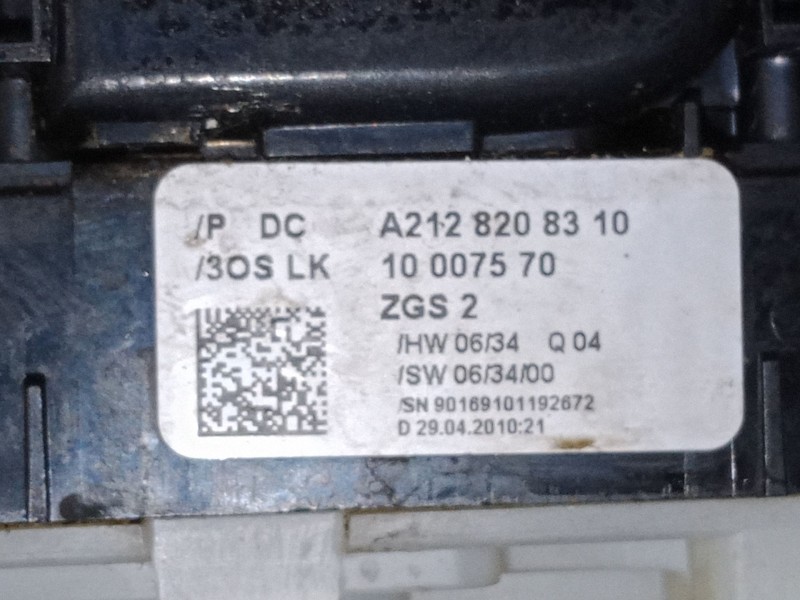 /P DC A212 820 83 10
/3OS LK 10 0075 70
ZGS 2
/HW 06/34 Q 04
/SW 06/34/00
/SN 90169101192672
D 29.04.2010:21